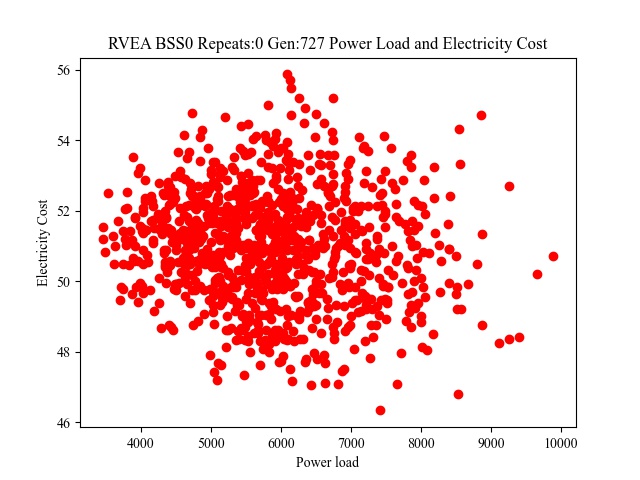 RVEA BSS0 Repeats:0 Gen:727 Power Load and Electricity Cost
56
54
52
50
48
46
Electricity Cost
4000 5000 6000 7000 8000 9000 10000
Power load